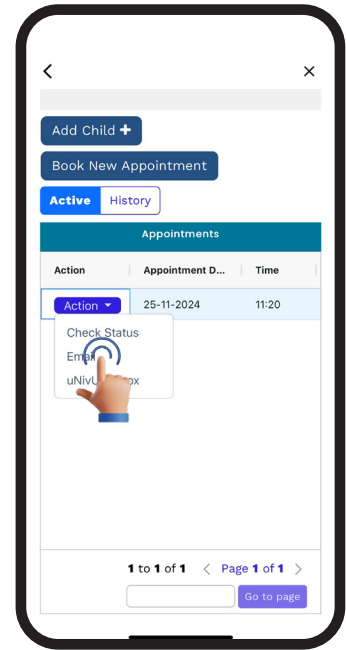 Add Child +
Book New Appointment
Active History
Appointments
Action Appointment D... Time
Action 25-11-2024 11:20
Check Status
Email
1 to 1 of 1 < Page 1 of 1 >
Go to page